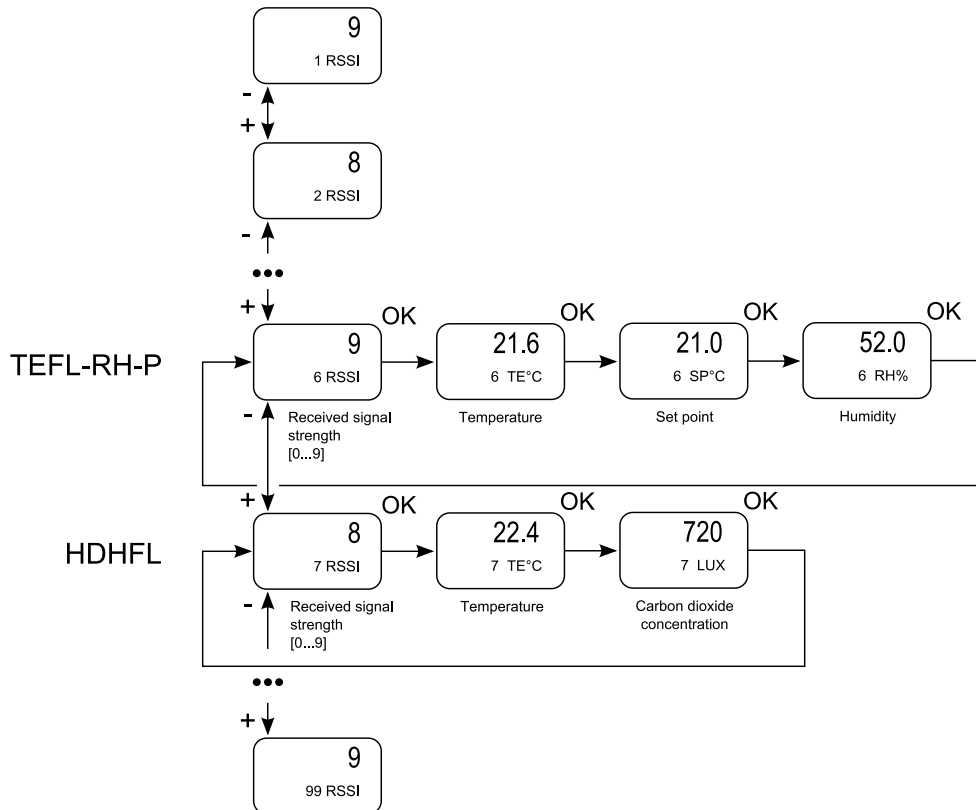 9
1 RSSI
-
+
8
2 RSSI
-
•••
+
TEFL-RH-P
9
6 RSSI
OK
21.6
6 TE°C
OK
21.0
6 SP°C
OK
52.0
6 RH%
OK
-
Received signal
strength
[0...9]
Temperature
Set point
Humidity
+
HDHFL
8
7 RSSI
OK
22.4
7 TE°C
OK
720
7 LUX
OK
-
Received signal
strength
[0...9]
Temperature
Carbon dioxide
concentration
•••
+
9
99 RSSI